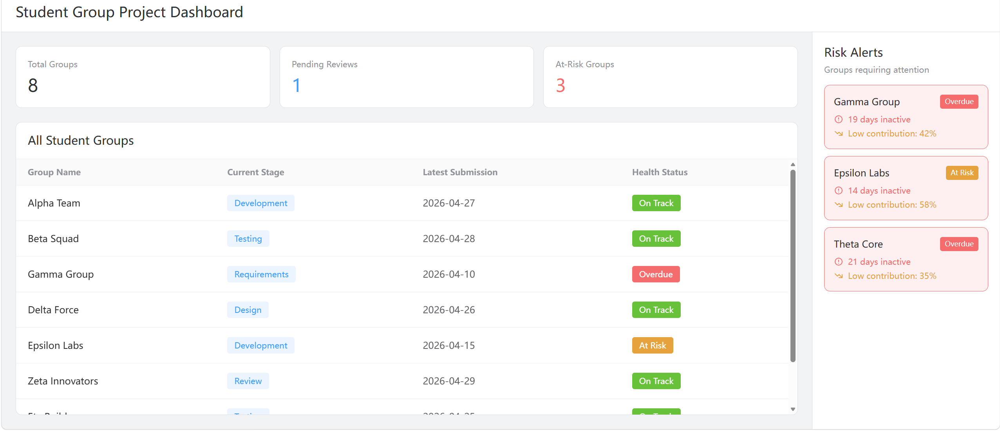 Student Group Project Dashboard
Total Groups
8
Pending Reviews
1
At-Risk Groups
3
All Student Groups
Group Name Current Stage Latest Submission Health Status
Alpha Team Development 2026-04-27 On Track
Beta Squad Testing 2026-04-28 On Track
Gamma Group Requirements 2026-04-10 Overdue
Delta Force Design 2026-04-26 On Track
Epsilon Labs Development 2026-04-15 At Risk
Zeta Innovators Review 2026-04-29 On Track
Risk Alerts
Groups requiring attention
Gamma Group Overdue
19 days inactive
Low contribution: 42%
Epsilon Labs At Risk
14 days inactive
Low contribution: 58%
Theta Core Overdue
21 days inactive
Low contribution: 35%